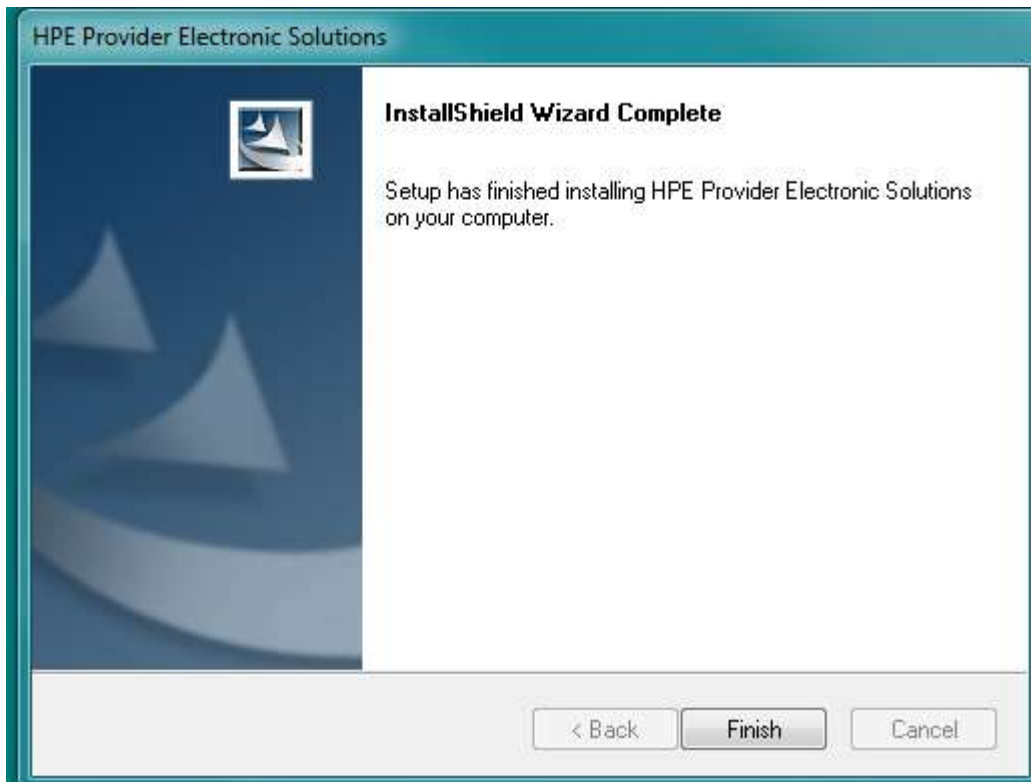 HPE Provider Electronic Solutions
InstallShield Wizard Complete
Setup has finished installing HPE Provider Electronic Solutions
on your computer.
< Back Finish Cancel